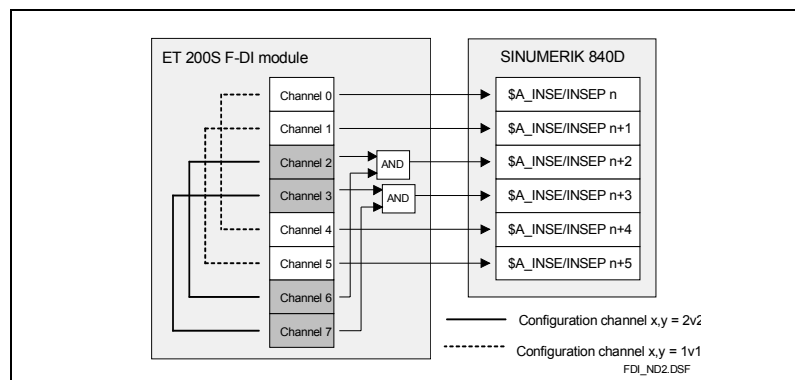 ET 200S F-DI module
SINUMERIK 840D
Channel 0
$A_INSE/INSEP n
Channel 1
$A_INSE/INSEP n+1
Channel 2
AND
$A_INSE/INSEP n+2
Channel 3
AND
$A_INSE/INSEP n+3
Channel 4
$A_INSE/INSEP n+4
Channel 5
$A_INSE/INSEP n+5
Channel 6
Channel 7
Configuration channel x,y = 2v2
Configuration channel x,y = 1v1
FDI_ND2.DSF